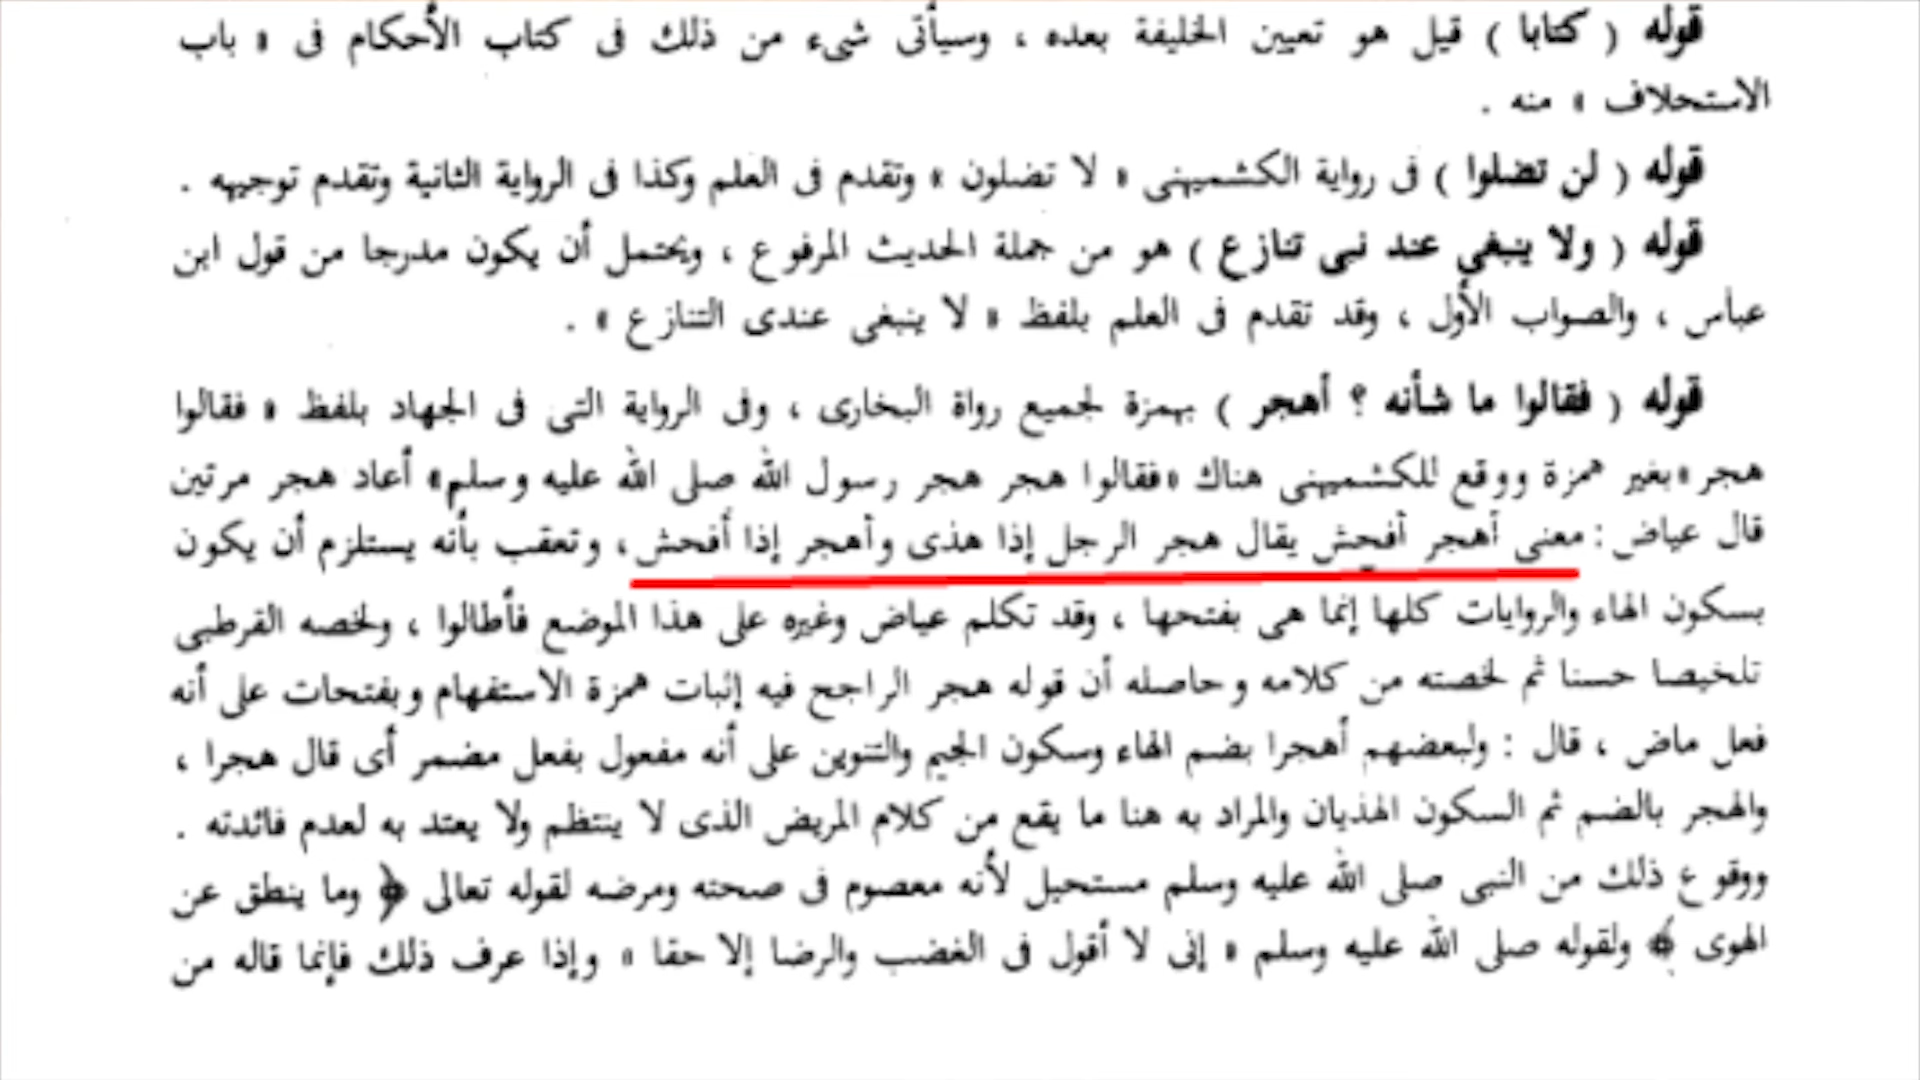 قوله ( كتابا ) قيل هو تعيين الخليفة بعده ، وسيأتى شىء من ذلك فى كتاب الأحكام فى « باب
الاستخلاف » منه .
قوله ( لن تضلوا ) فى رواية الكشميهنى « لا تضلون » وتقدم فى العلم وكذا فى الرواية الثانية وتقدم توجيهه .
قوله ( ولا ينبغى عند نبى تنازع ) هو من جملة الحديث المرفوع ، ويحتمل أن يكون مدرجا من قول ابن
عباس ، والصواب الأول ، وقد تقدم فى العلم بلفظ « لا ينبغى عندى التنازع » .
قوله ( فقالوا ما شأنه ؟ أهجر ) بهمزة لجميع رواة البخارى ، وفى الرواية التى فى الجهاد بلفظ « فقالوا
هجر » بغير همزة ووقع للكشميهنى هناك « فقالوا هجر هجر رسول الله صلى الله عليه وسلم » أعاد هجر مرتين
قال عياض : معنى أهجر أفحش يقال هجر الرجل إذا هذى وأهجر إذا أفحش ، وتعقب بأنه يستلزم أن يكون
بسكون الهاء والروايات كلها إنما هى بفتحها ، وقد تكلم عياض وغيره على هذا الموضع فأطالوا ، ولخصه القرطبى
تلخيصا حسنا ثم لخصته من كلامه وحاصله أن قوله هجر الراجح فيه إثبات همزة الاستفهام وبفتحات على أنه
فعل ماض ، قال : ولبعضهم أهجرا بضم الهاء وسكون الجيم والتنوين على أنه مفعول بفعل مضمر أى قال هجرا ،
والهجر بالضم ثم السكون الهذيان والمراد به هنا ما يقع من كلام المريض الذى لا ينتظم ولا يعتد به لعدم فائدته .
ووقوع ذلك من النبى صلى الله عليه وسلم مستحيل لأنه معصوم فى صحته ومرضه لقوله تعالى ﴿ وما ينطق عن
الهوى ﴾ ولقوله صلى الله عليه وسلم « إنى لا أقول فى الغضب والرضا إلا حقا » وإذا عرف ذلك فإنما قاله من